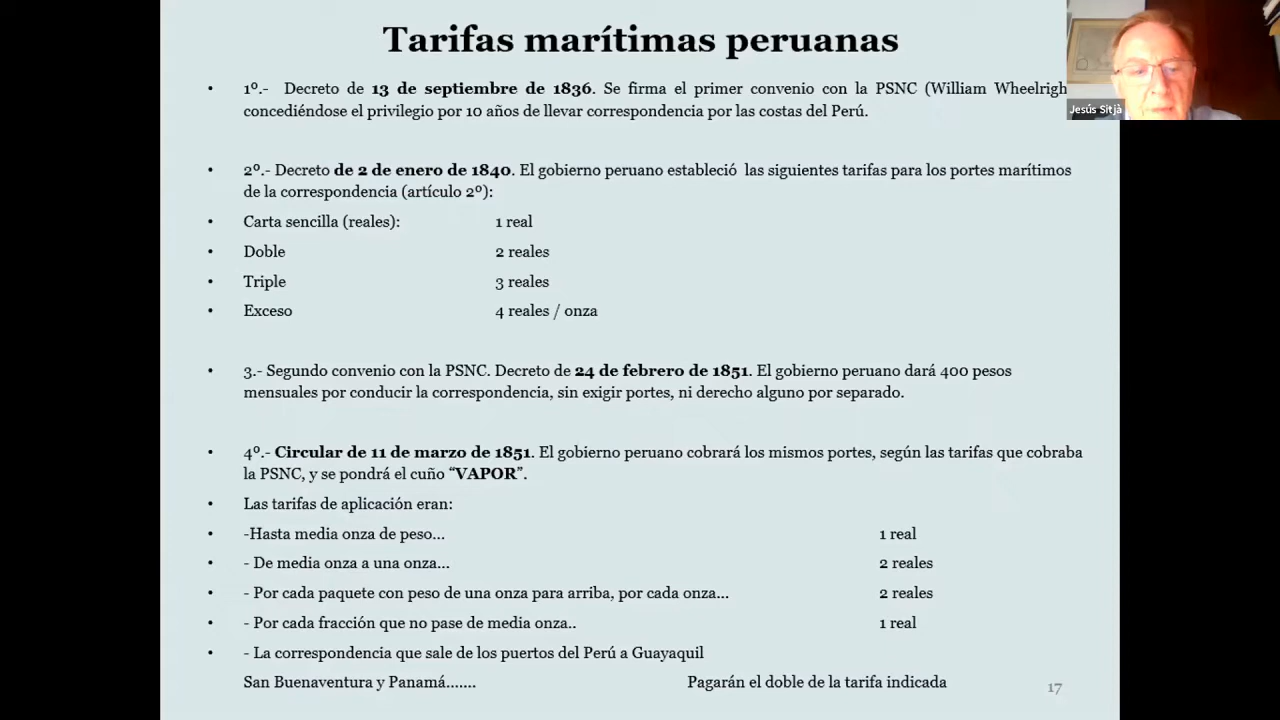 Tarifas marítimas peruanas
• 1º.- Decreto de 13 de septiembre de 1836. Se firma el primer convenio con la PSNC (William Wheelrigh
concediéndose el privilegio por 10 años de llevar correspondencia por las costas del Perú.
• 2º.- Decreto de 2 de enero de 1840. El gobierno peruano estableció las siguientes tarifas para los portes marítimos
de la correspondencia (artículo 2º):
• Carta sencilla (reales): 1 real
• Doble 2 reales
• Triple 3 reales
• Exceso 4 reales / onza
• 3.- Segundo convenio con la PSNC. Decreto de 24 de febrero de 1851. El gobierno peruano dará 400 pesos
mensuales por conducir la correspondencia, sin exigir portes, ni derecho alguno por separado.
• 4º.- Circular de 11 de marzo de 1851. El gobierno peruano cobrará los mismos portes, según las tarifas que cobraba
la PSNC, y se pondrá el cuño “VAPOR”.
• Las tarifas de aplicación eran:
• -Hasta media onza de peso... 1 real
• - De media onza a una onza... 2 reales
• - Por cada paquete con peso de una onza para arriba, por cada onza... 2 reales
• - Por cada fracción que no pase de media onza.. 1 real
• - La correspondencia que sale de los puertos del Perú a Guayaquil
San Buenaventura y Panamá....... Pagarán el doble de la tarifa indicada
17
Jesús Sitjà